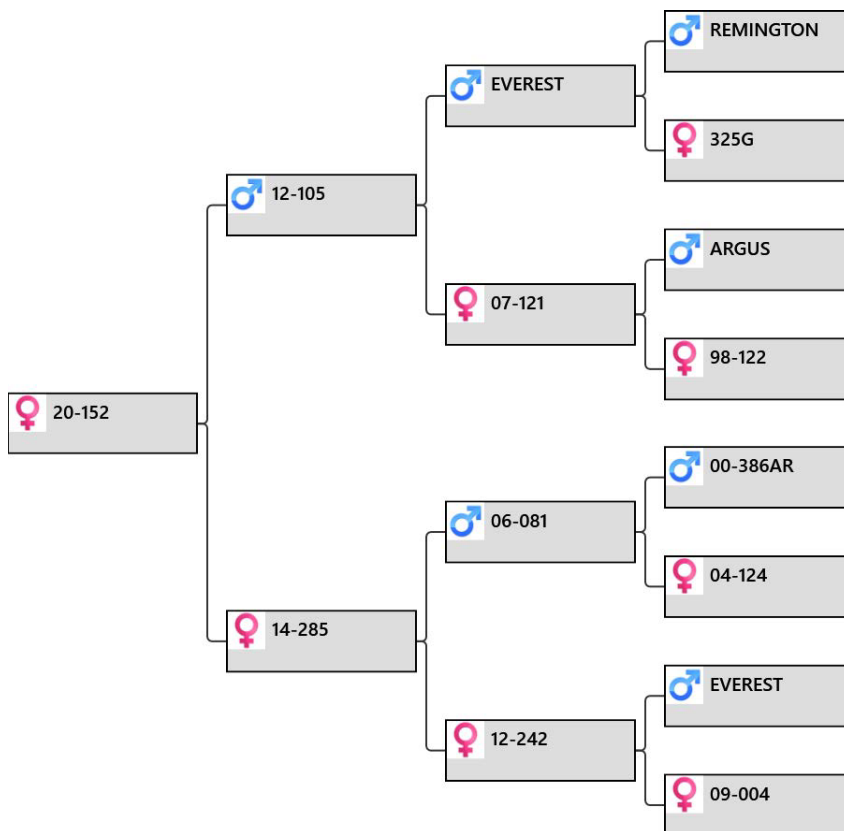 REMINGTON
EVEREST
325G
12-105
ARGUS
07-121
98-122
20-152
00-386AR
06-081
04-124
14-285
EVEREST
12-242
09-004